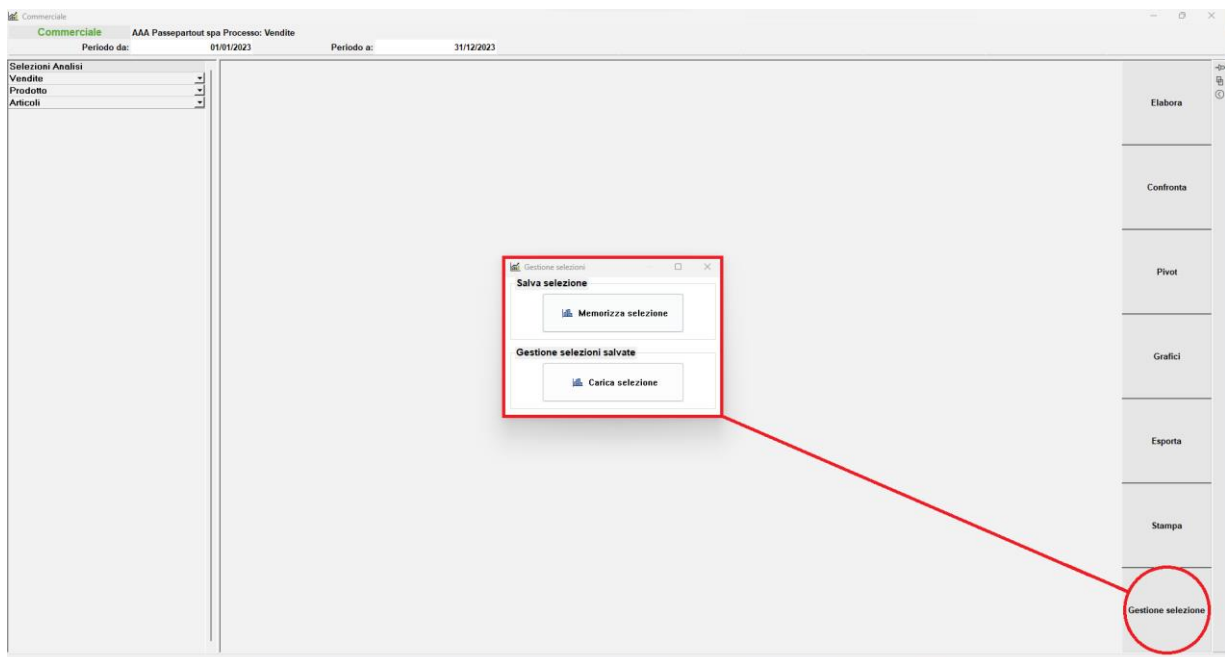 Commerciale
Commerciale AAA Passepartout spa Processo: Vendite
Periodo da: 01/01/2023 Periodo a: 31/12/2023
Selezioni Analisi
Vendite
Prodotto
Articoli
Elabora
Confronta
Pivot
Grafici
Esporta
Stampa
Gestione selezione
Gestione selezioni
Salva selezione
Memorizza selezione
Gestione selezioni salvate
Carica selezione